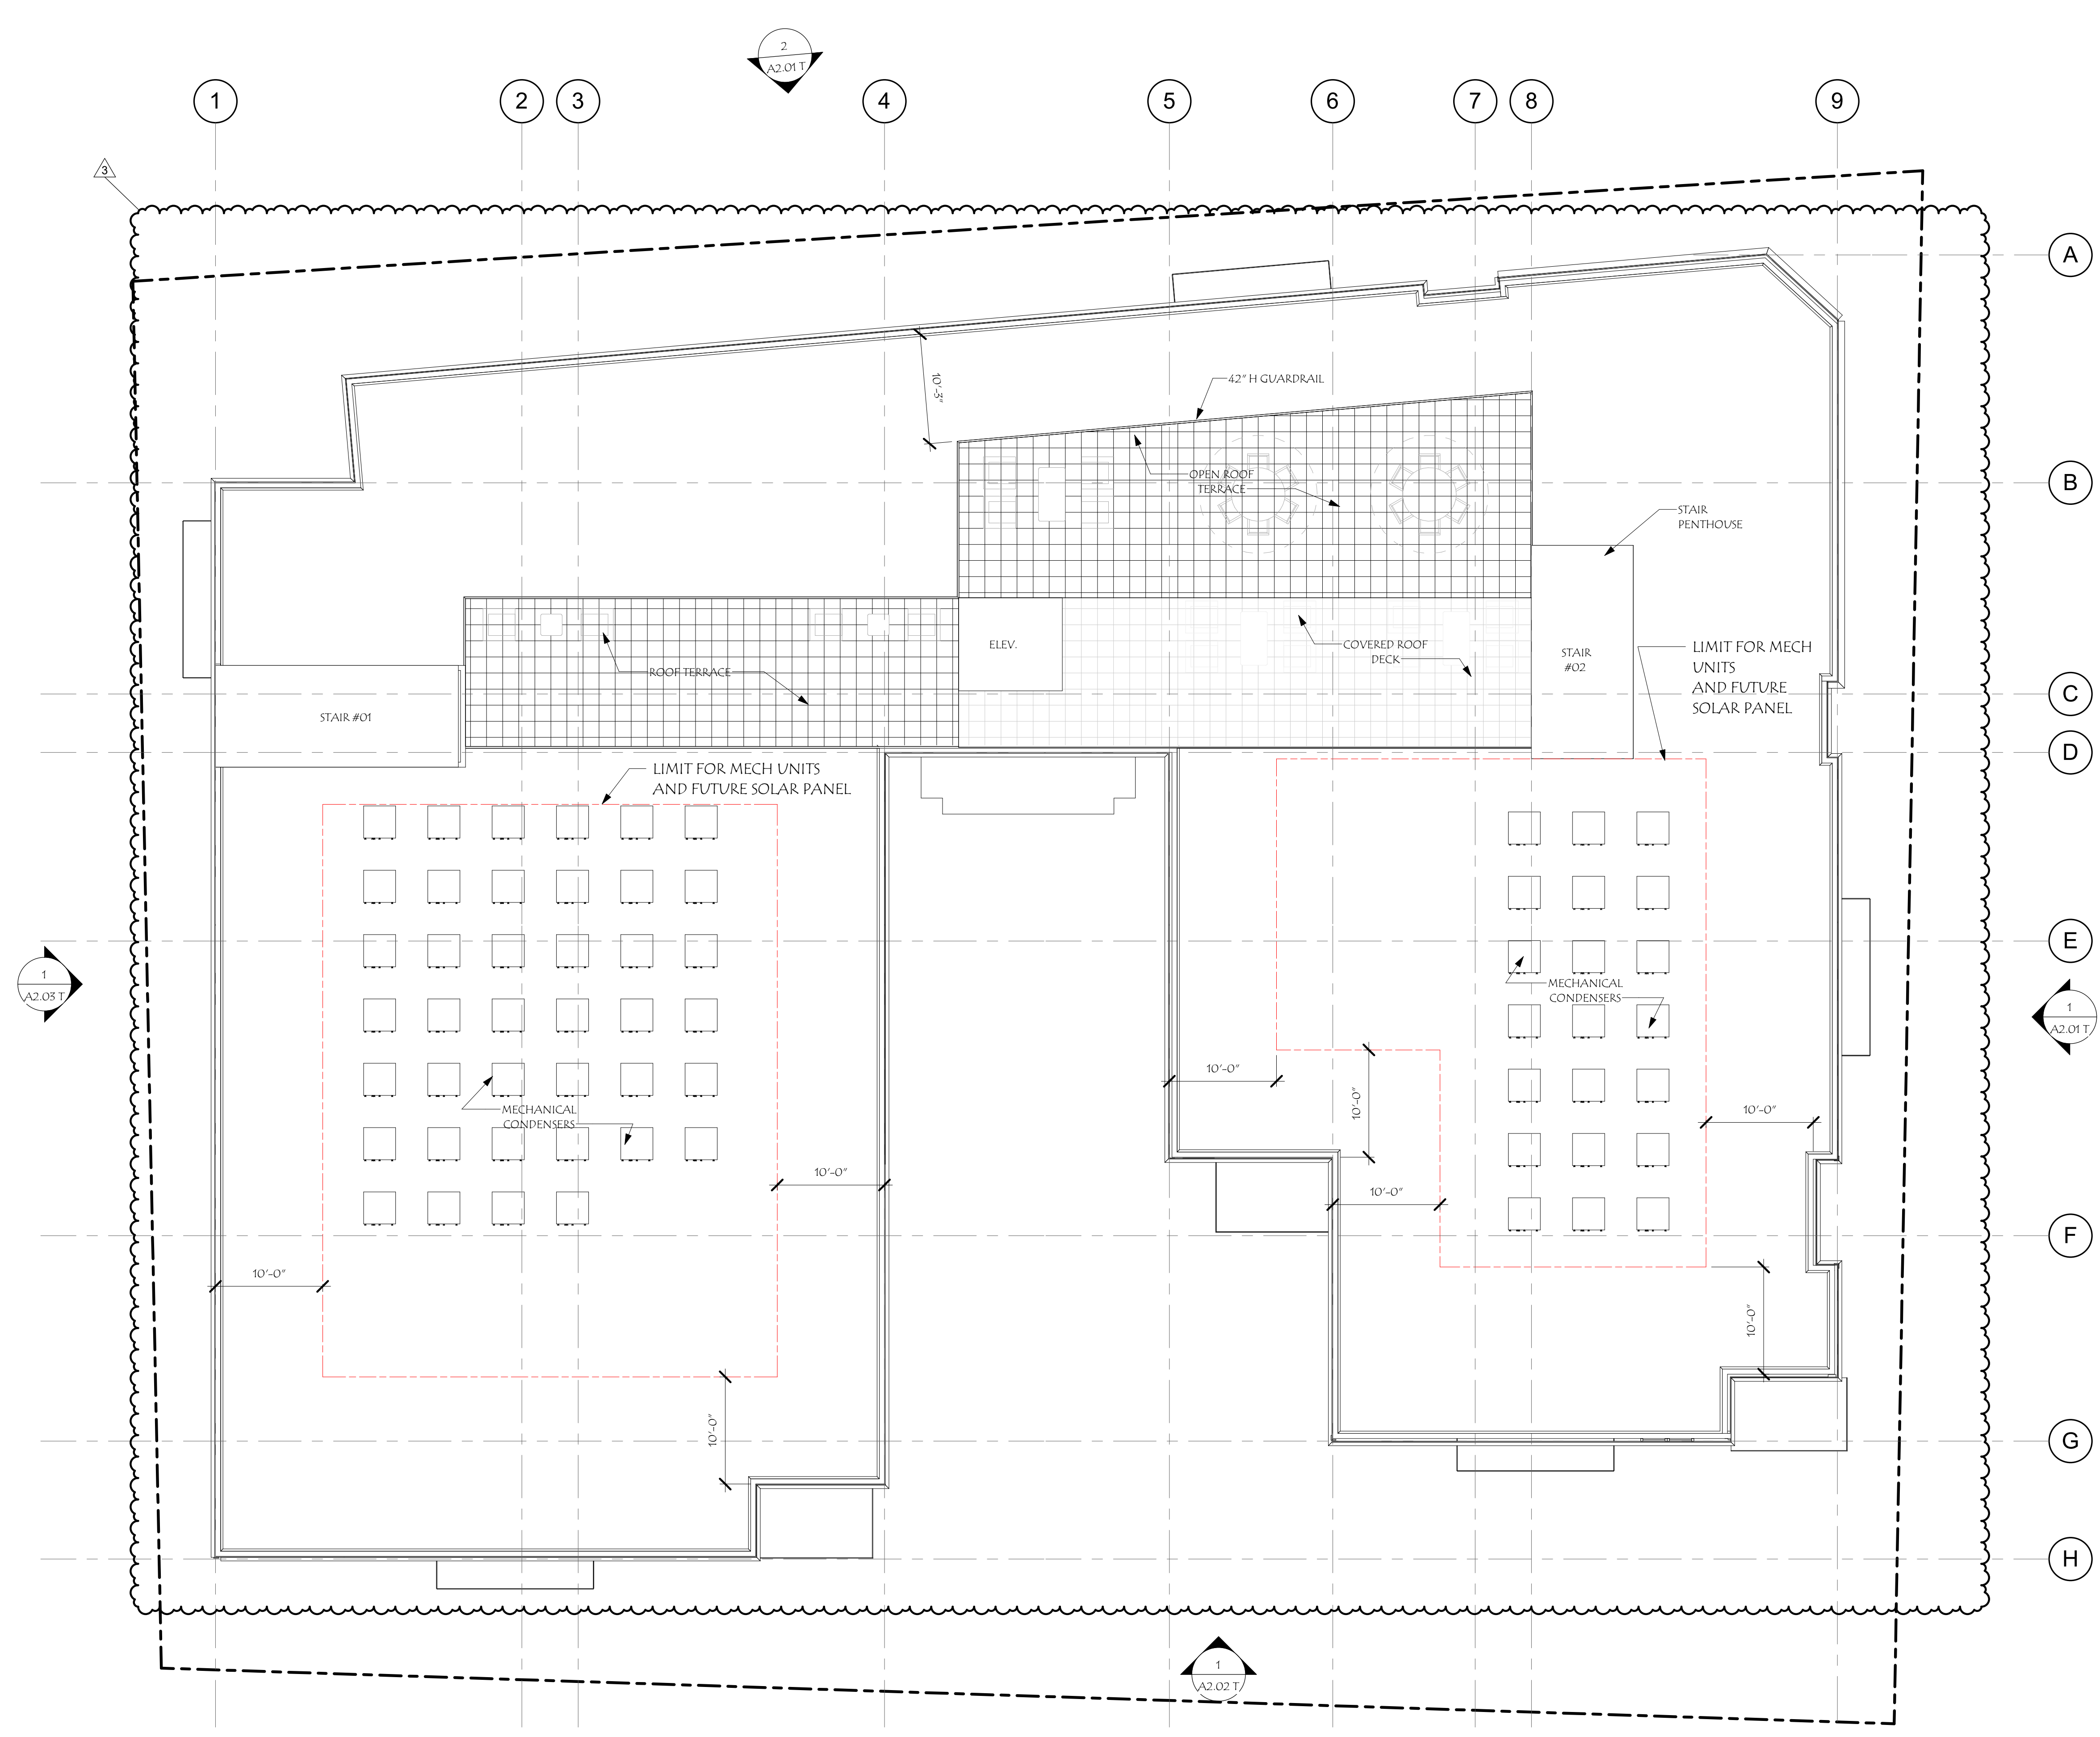 2
A2.01 T
1
2
3
4
5
6
7
8
9
3
A
42" H GUARDRAIL
10'-3"
OPEN ROOF
TERRACE
B
STAIR
PENTHOUSE
ELEV.
COVERED ROOF
DECK
STAIR
#02
LIMIT FOR MECH
UNITS
AND FUTURE
SOLAR PANEL
ROOF TERRACE
C
STAIR #01
D
LIMIT FOR MECH UNITS
AND FUTURE SOLAR PANEL
E
1
A2.03 T
MECHANICAL
CONDENSERS
1
A2.01 T
10'-0"
10'-0"
10'-0"
MECHANICAL
CONDENSERS
10'-0"
10'-0"
F
10'-0"
10'-0"
10'-0"
G
H
1
A2.02 T